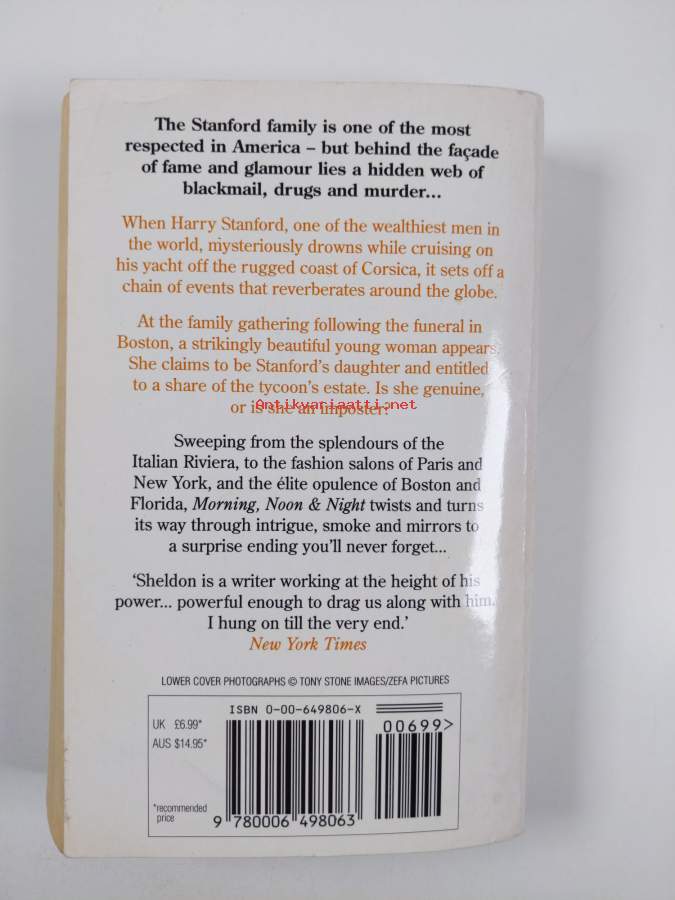 The Stanford family is one of the most
respected in America – but behind the façade
of fame and glamour lies a hidden web of
blackmail, drugs and murder...
When Harry Stanford, one of the wealthiest men in
the world, mysteriously drowns while cruising on
his yacht off the rugged coast of Corsica, it sets off a
chain of events that reverberates around the globe.
At the family gathering following the funeral in
Boston, a strikingly beautiful young woman appears.
She claims to be Stanford's daughter and entitled
to a share of the tycoon's estate. Is she genuine,
or is she an imposter?
Antikvariaatti.net
Sweeping from the splendours of the
Italian Riviera, to the fashion salons of Paris and
New York, and the élite opulence of Boston and
Florida, Morning, Noon & Night twists and turns
its way through intrigue, smoke and mirrors to
a surprise ending you'll never forget...
'Sheldon is a writer working at the height of his
power... powerful enough to drag us along with him.
I hung on till the very end.'
New York Times
LOWER COVER PHOTOGRAPHS © TONY STONE IMAGES/ZEFA PICTURES
ISBN 0-00-649806-X
UK £6.99*
AUS $14.95*
00699>
*recommended
price
9 780006 498063